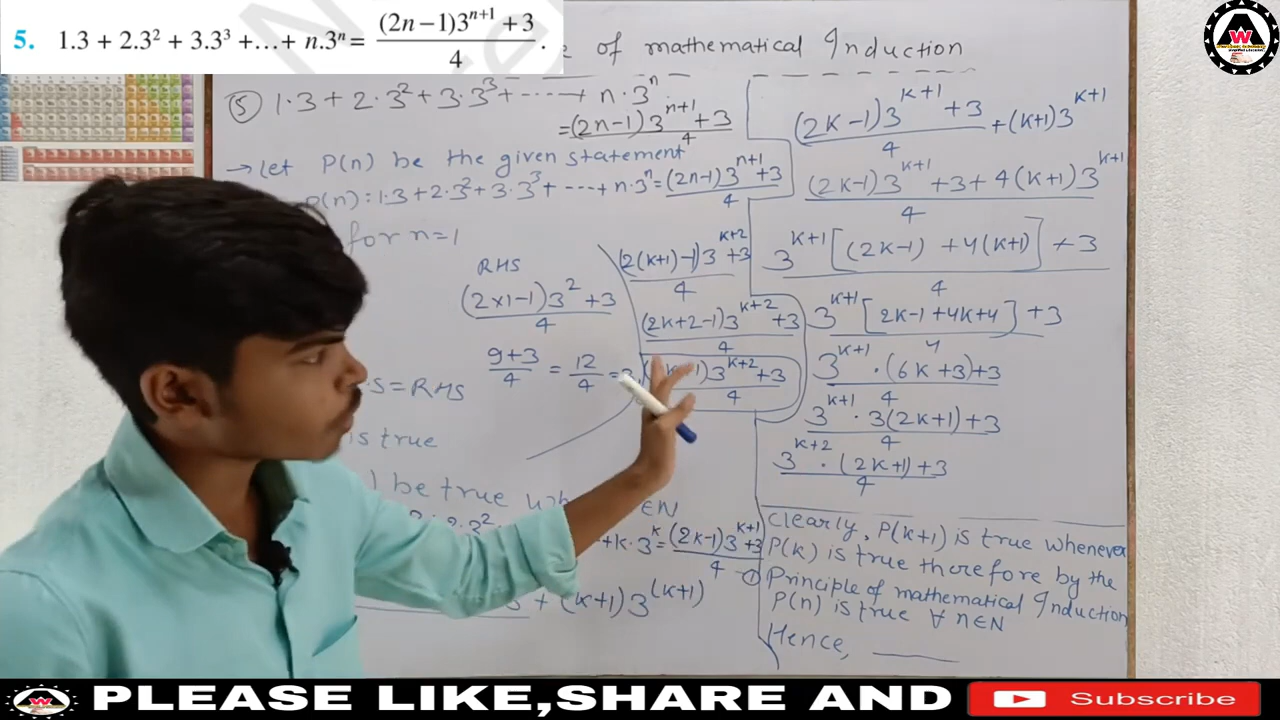 5. 1.3 + 2.3² + 3.3³ +...+ n.3ⁿ = ((2n – 1)3ⁿ⁺¹ + 3)/4.
of mathematical Induction
⑤ 1·3 + 2·3² + 3·3³ + ----- + n·3ⁿ
= ((2n-1)3ⁿ⁺¹ + 3)/4
→ Let P(n) be the given statement
P(n): 1·3 + 2·3² + 3·3³ + ---- + n·3ⁿ = ((2n-1)3ⁿ⁺¹ + 3)/4
for n=1
RHS
((2×1-1)3² + 3)/4
(9+3)/4 = 12/4 = 3
S = RHS
is true
be true
∈N
+k·3ᵏ = ((2k-1)3ᵏ⁺¹ + 3)/4 - ①
+ (k+1)3⁽ᵏ⁺¹⁾
((2(k+1)-1)3ᵏ⁺² + 3)/4
((2k+2-1)3ᵏ⁺² + 3)/4
1)3ᵏ⁺² + 3)/4
((2k-1)3ᵏ⁺¹ + 3)/4 + (k+1)3ᵏ⁺¹
((2k-1)3ᵏ⁺¹ + 3 + 4(k+1)3ᵏ⁺¹)/4
(3ᵏ⁺¹[(2k-1) + 4(k+1)] + 3)/4
(3ᵏ⁺¹[2k-1+4k+4] + 3)/4
(3ᵏ⁺¹·(6k+3)+3)/4
(3ᵏ⁺¹·3(2k+1)+3)/4
(3ᵏ⁺²·(2k+1)+3)/4
Clearly, P(k+1) is true whenever
P(k) is true therefore by the
Principle of mathematical Induction
P(n) is true ∀ n∈N
Hence, ______
W
PLEASE LIKE,SHARE AND Subscribe